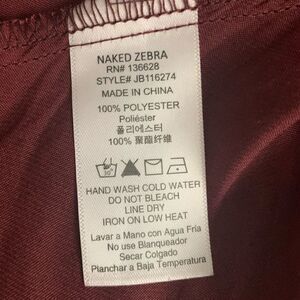 NAKED ZEBRA
RN# 136628
STYLE# JB116274
MADE IN CHINA
100% POLYESTER
Poliéster
폴리에스터
100% 聚酯纤维
HAND WASH COLD WATER
DO NOT BLEACH
LINE DRY
IRON ON LOW HEAT
Lavar a Mano con Agua Fria
No use Blanqueador
Secar Colgado
Planchar a Baja Temperatura